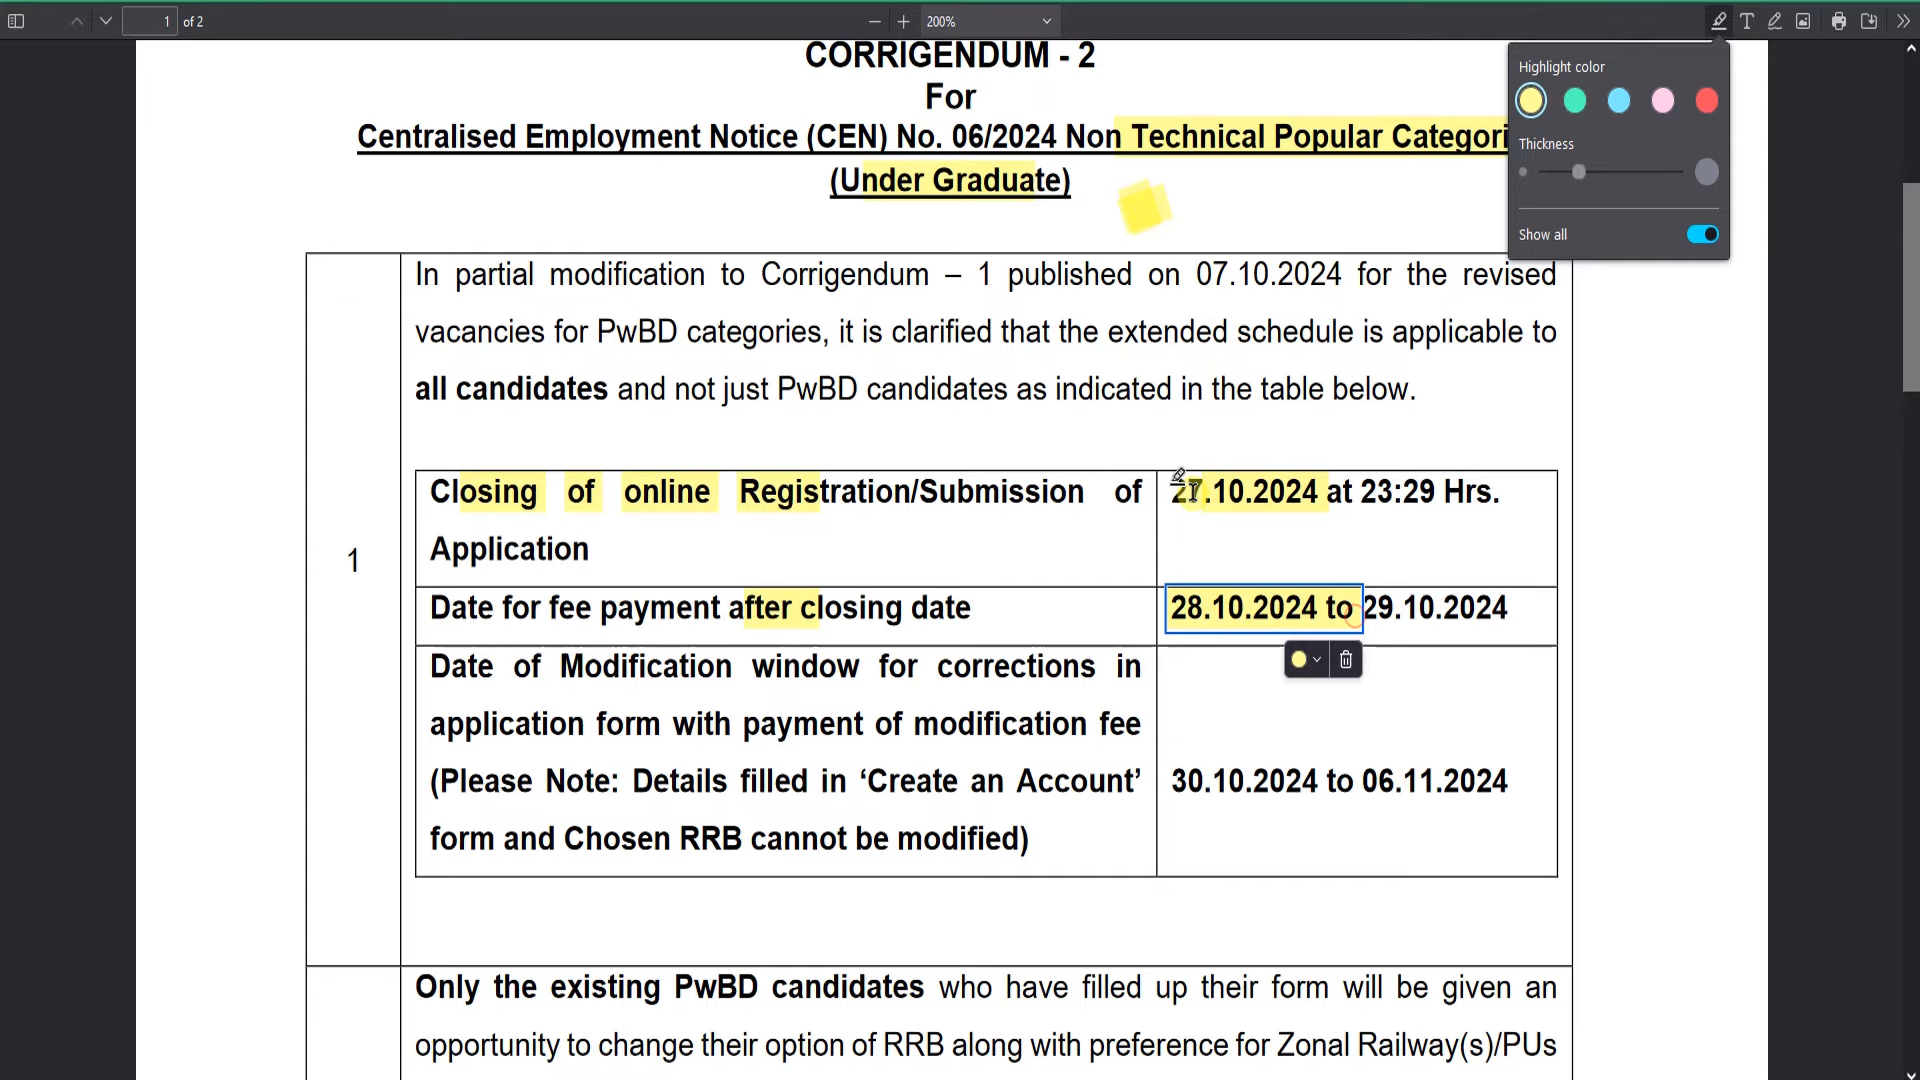 1 of 2
200%
CORRIGENDUM - 2
For
Centralised Employment Notice (CEN) No. 06/2024 Non Technical Popular Categori
(Under Graduate)
Highlight color
Thickness
Show all
In partial modification to Corrigendum – 1 published on 07.10.2024 for the revised
vacancies for PwBD categories, it is clarified that the extended schedule is applicable to
all candidates and not just PwBD candidates as indicated in the table below.
1
Closing of online Registration/Submission of
Application
27.10.2024 at 23:29 Hrs.
Date for fee payment after closing date
28.10.2024 to 29.10.2024
Date of Modification window for corrections in
application form with payment of modification fee
(Please Note: Details filled in ‘Create an Account’
form and Chosen RRB cannot be modified)
30.10.2024 to 06.11.2024
Only the existing PwBD candidates who have filled up their form will be given an
opportunity to change their option of RRB along with preference for Zonal Railway(s)/PUs